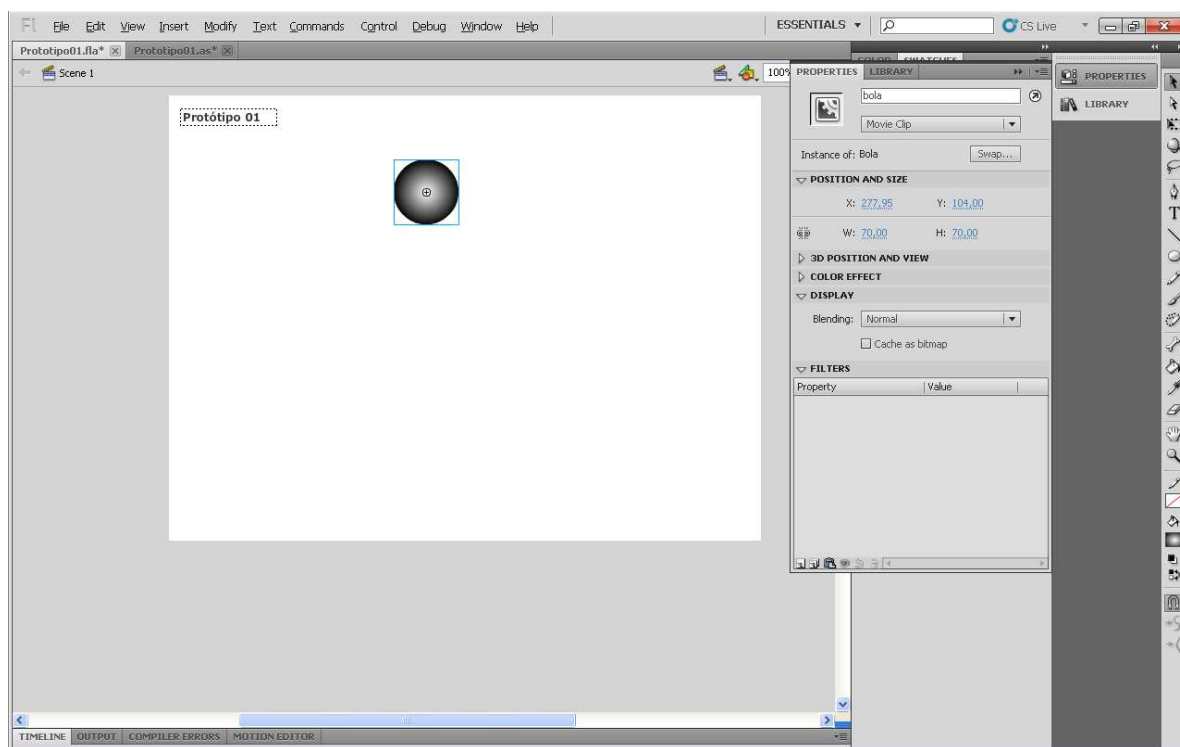 Fl File Edit View Insert Modify Text Commands Control Debug Window Help ESSENTIALS CS Live
Prototipo01.fla* Prototipo01.as*
Scene 1 100%
COLOR SWATCHES
PROPERTIES LIBRARY
bola
Movie Clip
Instance of: Bola Swap...
POSITION AND SIZE
X: 277,95 Y: 104,00
W: 70,00 H: 70,00
3D POSITION AND VIEW
COLOR EFFECT
DISPLAY
Blending: Normal
Cache as bitmap
FILTERS
Property Value
PROPERTIES
LIBRARY
Protótipo 01
TIMELINE OUTPUT COMPILER ERRORS MOTION EDITOR